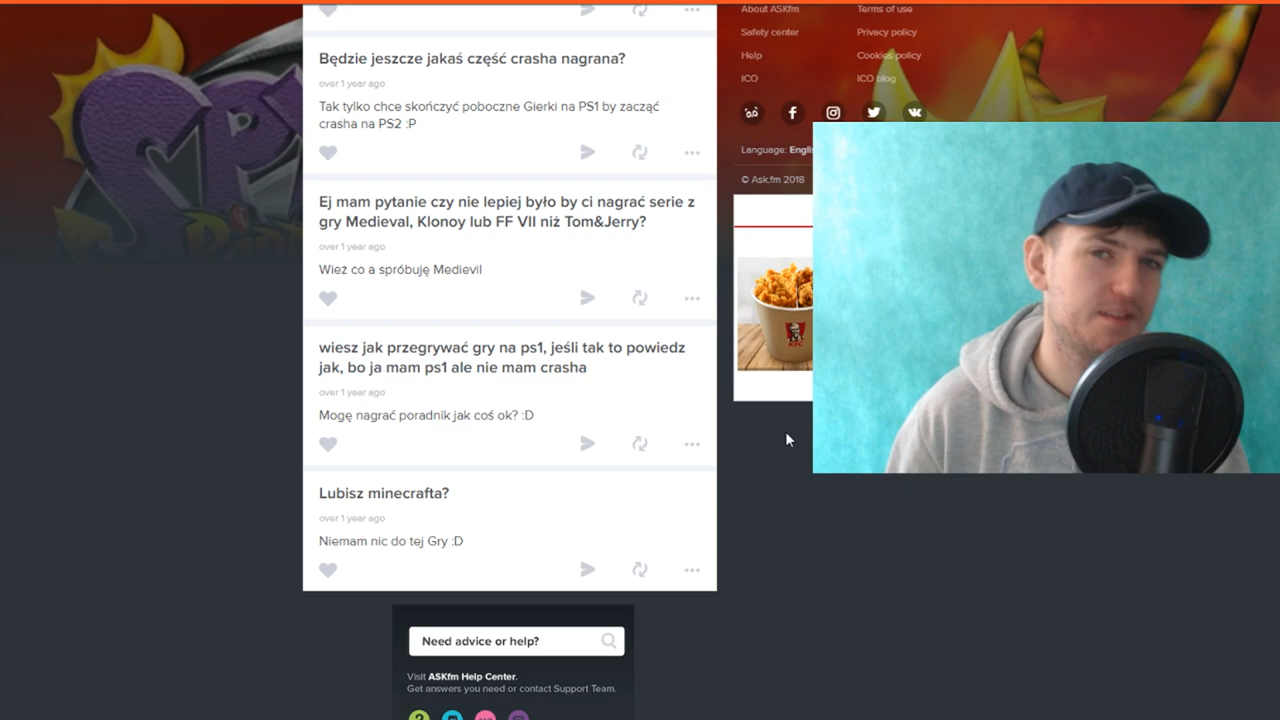 About ASKfm
Terms of use
Safety center
Privacy policy
Help
Cookies policy
ICO
ICO blog
Language: Engli
© Ask.fm 2018
Będzie jeszcze jakaś część crasha nagrana?
over 1 year ago
Tak tylko chce skończyć poboczne Gierki na PS1 by zacząć
crasha na PS2 :P
Ej mam pytanie czy nie lepiej było by ci nagrać serie z
gry Medieval, Klonoy lub FF VII niż Tom&Jerry?
over 1 year ago
Wież co a spróbuję Medievil
wiesz jak przegrywać gry na ps1, jeśli tak to powiedz
jak, bo ja mam ps1 ale nie mam crasha
over 1 year ago
Mogę nagrać poradnik jak coś ok? :D
Lubisz minecrafta?
over 1 year ago
Niemam nic do tej Gry :D
KFC
Need advice or help?
Visit ASKfm Help Center.
Get answers you need or contact Support Team.